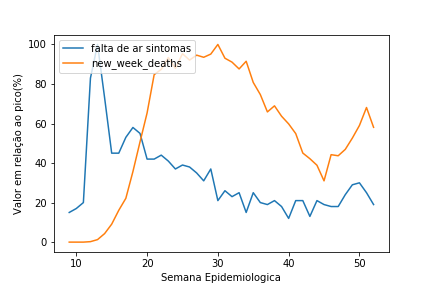 falta de ar sintomas
new_week_deaths
Valor em relação ao pico(%)
100
80
60
40
20
0
10
20
30
40
50
Semana Epidemiologica